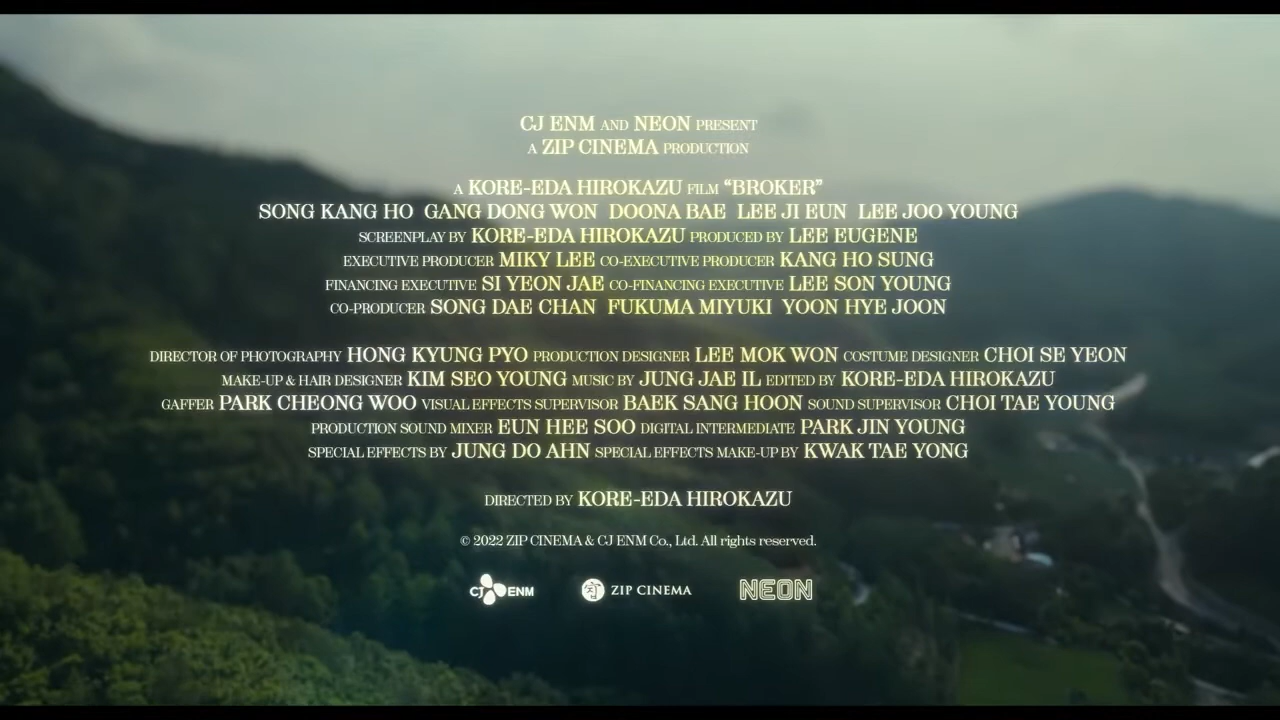 CJ ENM AND NEON PRESENT
A ZIP CINEMA PRODUCTION
A KORE-EDA HIROKAZU FILM “BROKER”
SONG KANG HO GANG DONG WON DOONA BAE LEE JI EUN LEE JOO YOUNG
SCREENPLAY BY KORE-EDA HIROKAZU PRODUCED BY LEE EUGENE
EXECUTIVE PRODUCER MIKY LEE CO-EXECUTIVE PRODUCER KANG HO SUNG
FINANCING EXECUTIVE SI YEON JAE CO-FINANCING EXECUTIVE LEE SON YOUNG
CO-PRODUCER SONG DAE CHAN FUKUMA MIYUKI YOON HYE JOON
DIRECTOR OF PHOTOGRAPHY HONG KYUNG PYO PRODUCTION DESIGNER LEE MOK WON COSTUME DESIGNER CHOI SE YEON
MAKE-UP & HAIR DESIGNER KIM SEO YOUNG MUSIC BY JUNG JAE IL EDITED BY KORE-EDA HIROKAZU
GAFFER PARK CHEONG WOO VISUAL EFFECTS SUPERVISOR BAEK SANG HOON SOUND SUPERVISOR CHOI TAE YOUNG
PRODUCTION SOUND MIXER EUN HEE SOO DIGITAL INTERMEDIATE PARK JIN YOUNG
SPECIAL EFFECTS BY JUNG DO AHN SPECIAL EFFECTS MAKE-UP BY KWAK TAE YONG
DIRECTED BY KORE-EDA HIROKAZU
© 2022 ZIP CINEMA & CJ ENM Co., Ltd. All rights reserved.
CJ ENM 집 ZIP CINEMA NEON